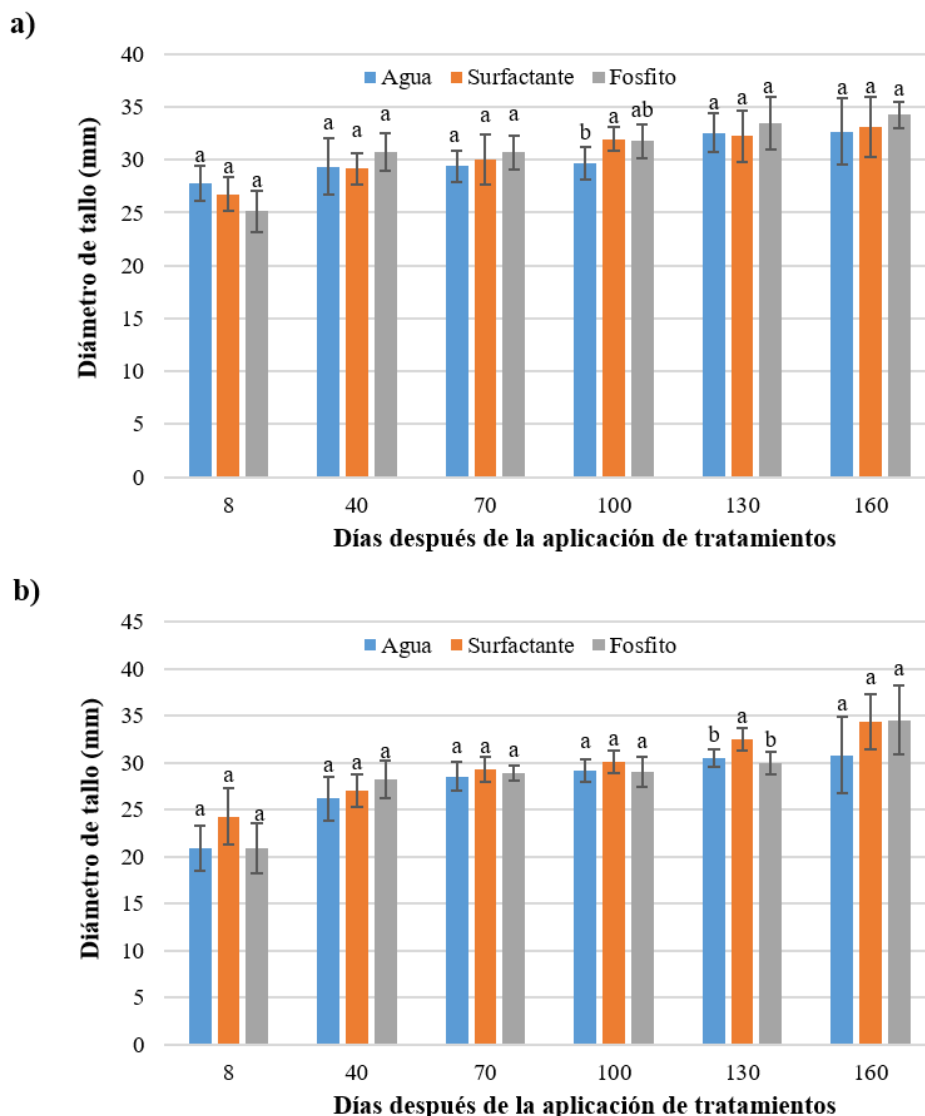 a)
40
35
30
25
20
15
10
5
0
Diámetro de tallo (mm)
Agua Surfactante Fosfito
a a a
a a a
a a a
b a ab
a a a
a a a
8 40 70 100 130 160
Días después de la aplicación de tratamientos
b)
45
40
35
30
25
20
15
10
5
0
Diámetro de tallo (mm)
Agua Surfactante Fosfito
a a a
a a a
a a a
a a a
b a b
a a a
8 40 70 100 130 160
Días después de la aplicación de tratamientos